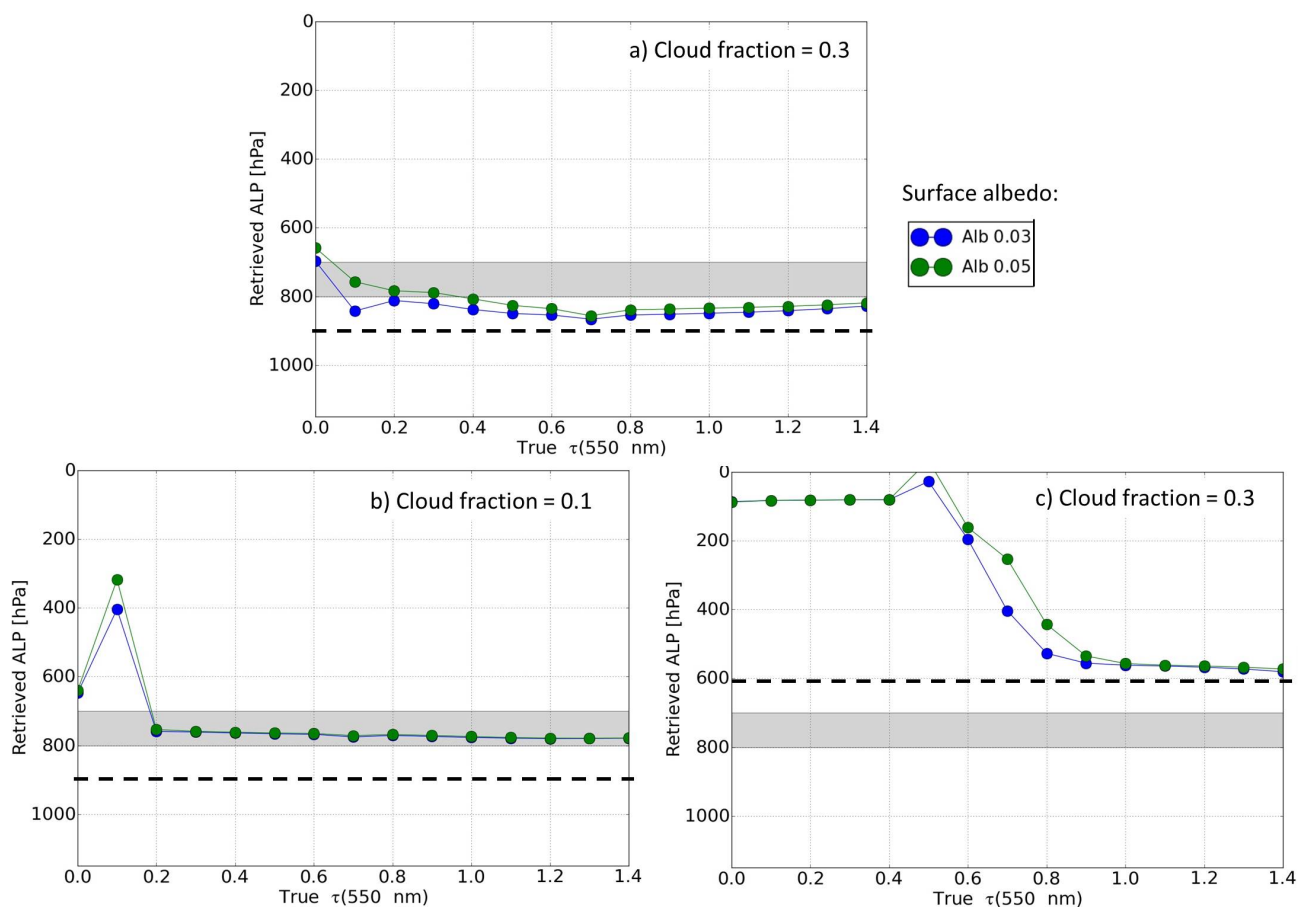 a) Cloud fraction = 0.3
Retrieved ALP [hPa]
0
200
400
600
800
1000
0.0 0.2 0.4 0.6 0.8 1.0 1.2 1.4
True τ(550 nm)
Surface albedo:
Alb 0.03
Alb 0.05
b) Cloud fraction = 0.1
Retrieved ALP [hPa]
0
200
400
600
800
1000
0.0 0.2 0.4 0.6 0.8 1.0 1.2 1.4
True τ(550 nm)
c) Cloud fraction = 0.3
Retrieved ALP [hPa]
0
200
400
600
800
1000
0.0 0.2 0.4 0.6 0.8 1.0 1.2 1.4
True τ(550 nm)